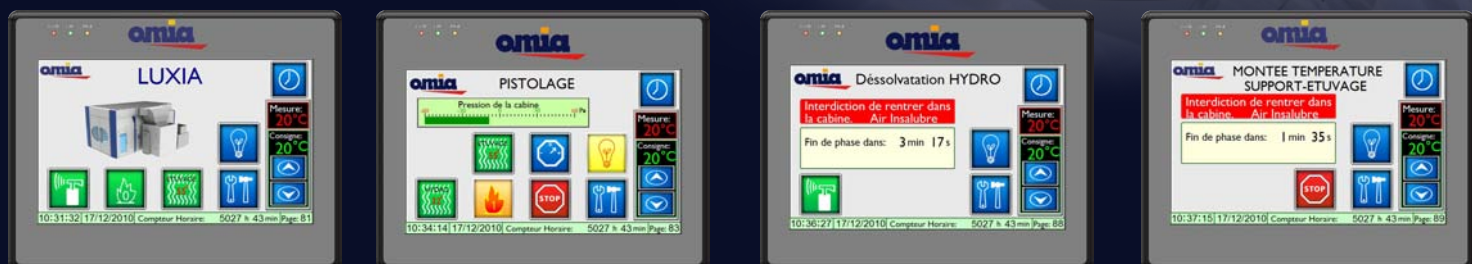 omia
omia
LUXIA
Mesure:
20°C
Consigne:
20°C
ETUVAGE
10:31:32 17/12/2010 Compteur Horaire: 5027 h 43 min Page: 81
omia
omia
PISTOLAGE
Pression de la cabine
Pa
Mesure:
20°C
Consigne:
20°C
ETUVAGE
HYDRO
STOP
10:34:14 17/12/2010 Compteur Horaire: 5027 h 43 min Page: 83
omia
omia
Déssolvatation HYDRO
Interdiction de rentrer dans
la cabine. Air Insalubre
Fin de phase dans: 3 min 17 s
Mesure:
20°C
Consigne:
20°C
10:36:27 17/12/2010 Compteur Horaire: 5027 h 43 min Page: 88
omia
omia
MONTEE TEMPERATURE
SUPPORT-ETUVAGE
Interdiction de rentrer dans
la cabine. Air Insalubre
Fin de phase dans: 1 min 35 s
Mesure:
20°C
Consigne:
20°C
STOP
10:37:15 17/12/2010 Compteur Horaire: 5027 h 43 min Page: 89